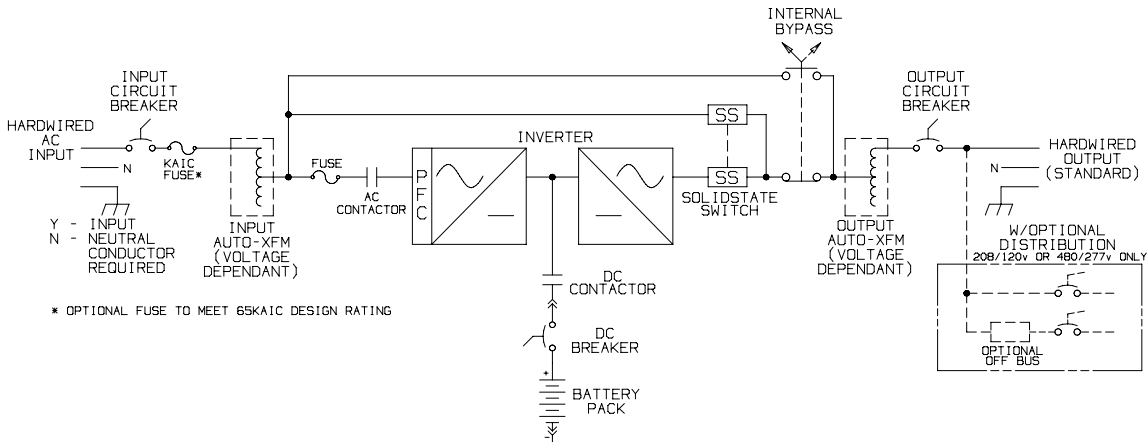 INTERNAL
BYPASS
INPUT
CIRCUIT
BREAKER
OUTPUT
CIRCUIT
BREAKER
HARDWIRED
AC
INPUT
N
KAIC
FUSE*
FUSE
AC
CONTACTOR
PFC
INVERTER
SS
SS
SOLIDSTATE
SWITCH
HARDWIRED
OUTPUT
(STANDARD)
N
Y - INPUT
N - NEUTRAL
CONDUCTOR
REQUIRED
INPUT
AUTO-XFM
(VOLTAGE
DEPENDANT)
OUTPUT
AUTO-XFM
(VOLTAGE
DEPENDANT)
W/OPTIONAL
DISTRIBUTION
208/120v OR 480/277v ONLY
DC
CONTACTOR
* OPTIONAL FUSE TO MEET 65KAIC DESIGN RATING
DC
BREAKER
OPTIONAL
OFF BUS
+
BATTERY
PACK
-